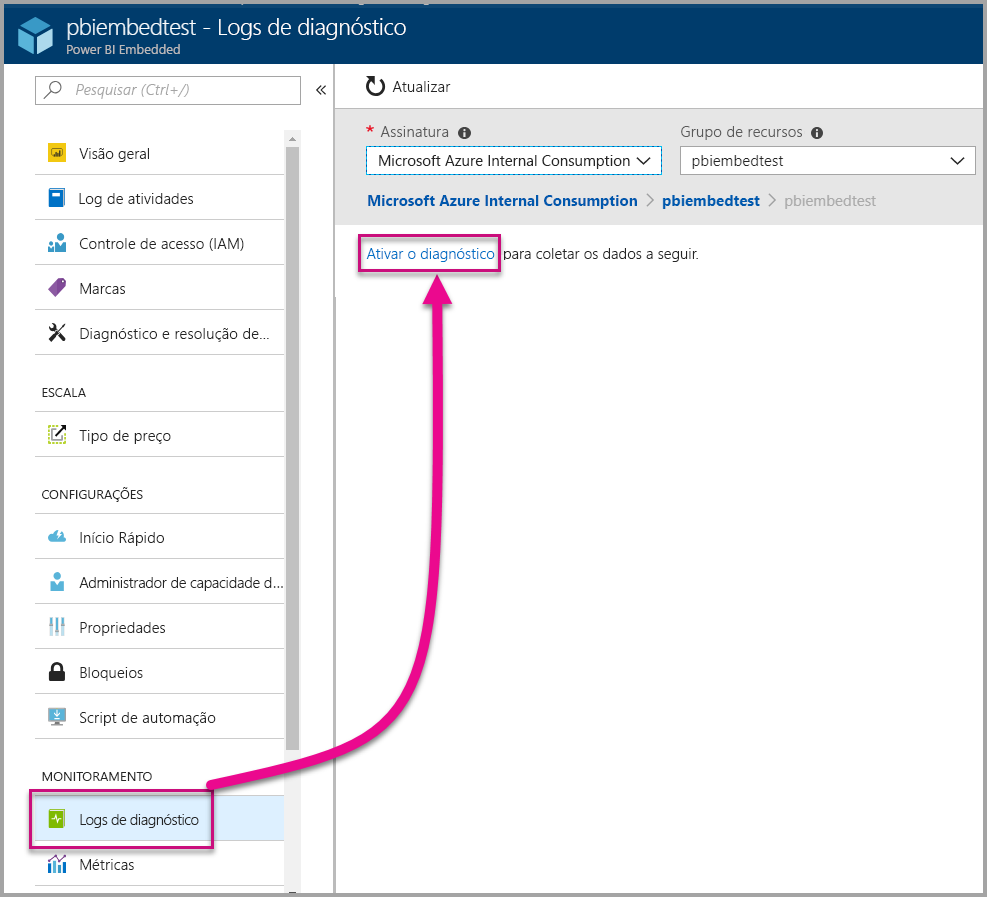 pbiembedtest - Logs de diagnóstico
Power BI Embedded
Pesquisar (Ctrl+/)
«
Visão geral
Log de atividades
Controle de acesso (IAM)
Marcas
Diagnóstico e resolução de...
ESCALA
Tipo de preço
CONFIGURAÇÕES
Início Rápido
Administrador de capacidade d...
Propriedades
Bloqueios
Script de automação
MONITORAMENTO
Logs de diagnóstico
Métricas
Atualizar
* Assinatura
Microsoft Azure Internal Consumption
Grupo de recursos
pbiembedtest
Microsoft Azure Internal Consumption > pbiembedtest > pbiembedtest
Ativar o diagnóstico para coletar os dados a seguir.